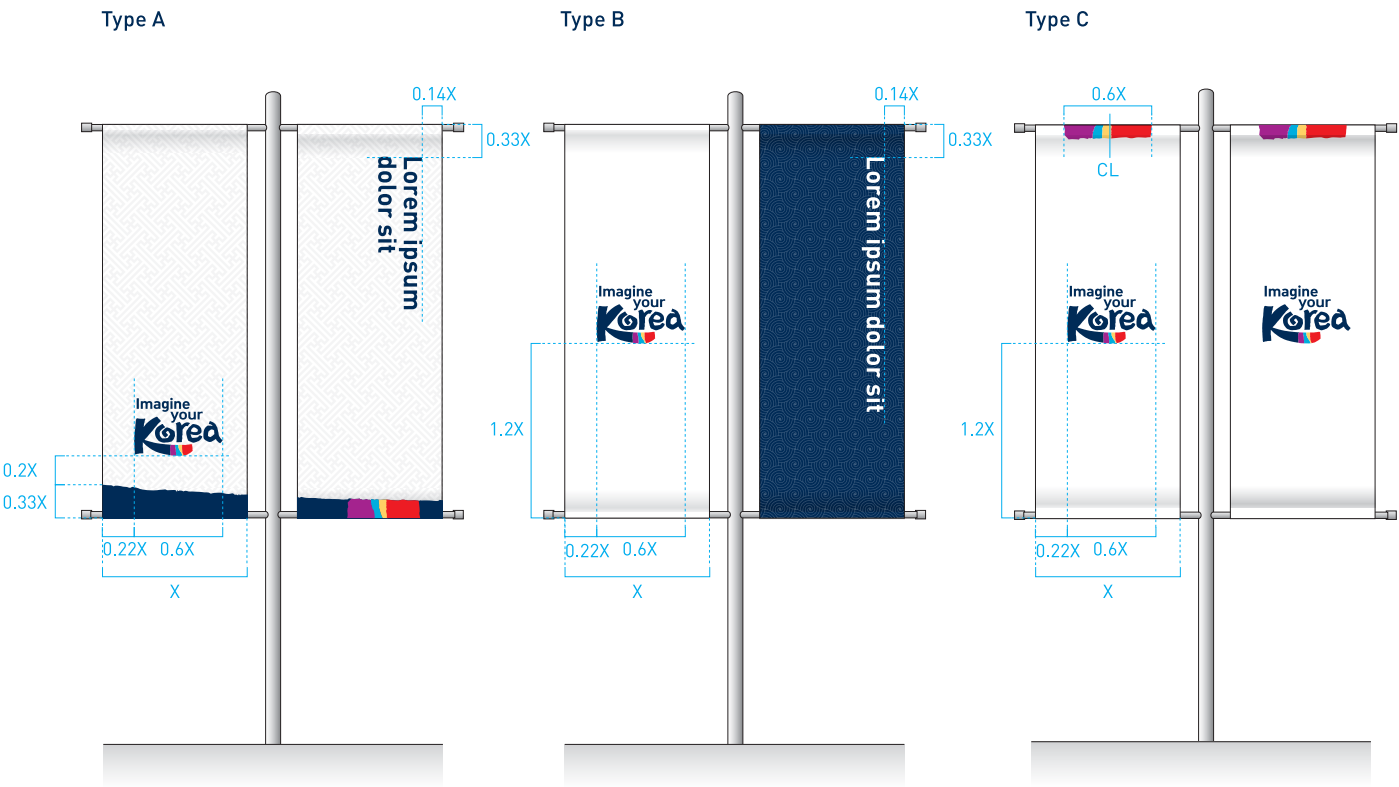 Type A
Type B
Type C
0.14X
0.33X
Lorem ipsum
dolor sit
Imagine
your
Korea
0.2X
0.33X
0.22X
0.6X
X
0.14X
0.33X
Lorem ipsum dolor sit
Imagine
your
Korea
1.2X
0.22X
0.6X
X
0.6X
CL
Imagine
your
Korea
Imagine
your
Korea
1.2X
0.22X
0.6X
X